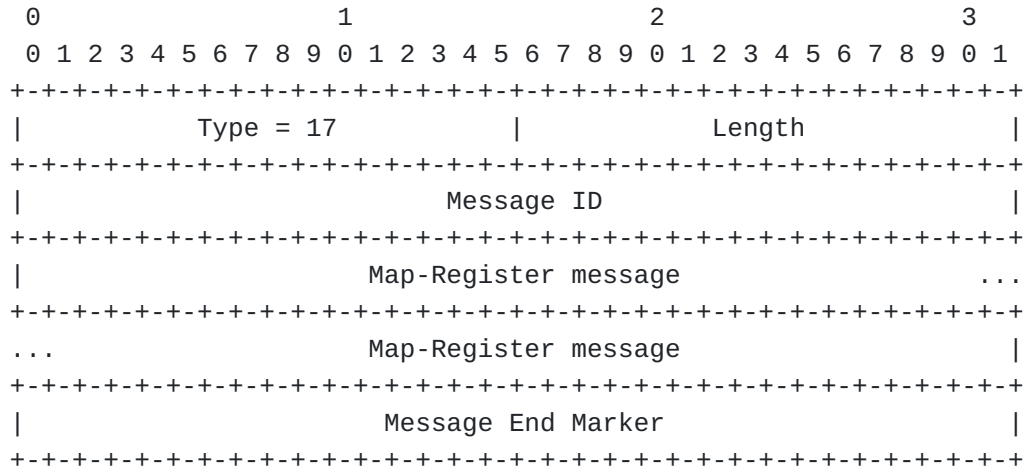 0                   1                   2                   3
 0 1 2 3 4 5 6 7 8 9 0 1 2 3 4 5 6 7 8 9 0 1 2 3 4 5 6 7 8 9 0 1
+-+-+-+-+-+-+-+-+-+-+-+-+-+-+-+-+-+-+-+-+-+-+-+-+-+-+-+-+-+-+-+-+
|           Type = 17           |            Length             |
+-+-+-+-+-+-+-+-+-+-+-+-+-+-+-+-+-+-+-+-+-+-+-+-+-+-+-+-+-+-+-+-+
|                           Message ID                          |
+-+-+-+-+-+-+-+-+-+-+-+-+-+-+-+-+-+-+-+-+-+-+-+-+-+-+-+-+-+-+-+-+
|                      Map-Register message                   ...
+-+-+-+-+-+-+-+-+-+-+-+-+-+-+-+-+-+-+-+-+-+-+-+-+-+-+-+-+-+-+-+-+
...                    Map-Register message                     |
+-+-+-+-+-+-+-+-+-+-+-+-+-+-+-+-+-+-+-+-+-+-+-+-+-+-+-+-+-+-+-+-+
|                       Message End Marker                      |
+-+-+-+-+-+-+-+-+-+-+-+-+-+-+-+-+-+-+-+-+-+-+-+-+-+-+-+-+-+-+-+-+